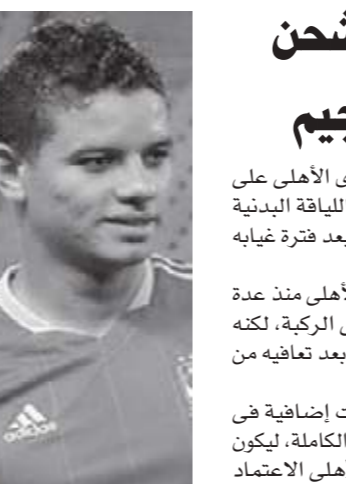 شحن
جيم
ى الأهلى على
اللياقة البدنية
بعد فترة غيابه
لأهلى منذ عدة
ى الركبة، لكنه
بعد تعافيه من
ت إضافية فى
الكاملة، ليكون
أهلى الاعتماد
adidas